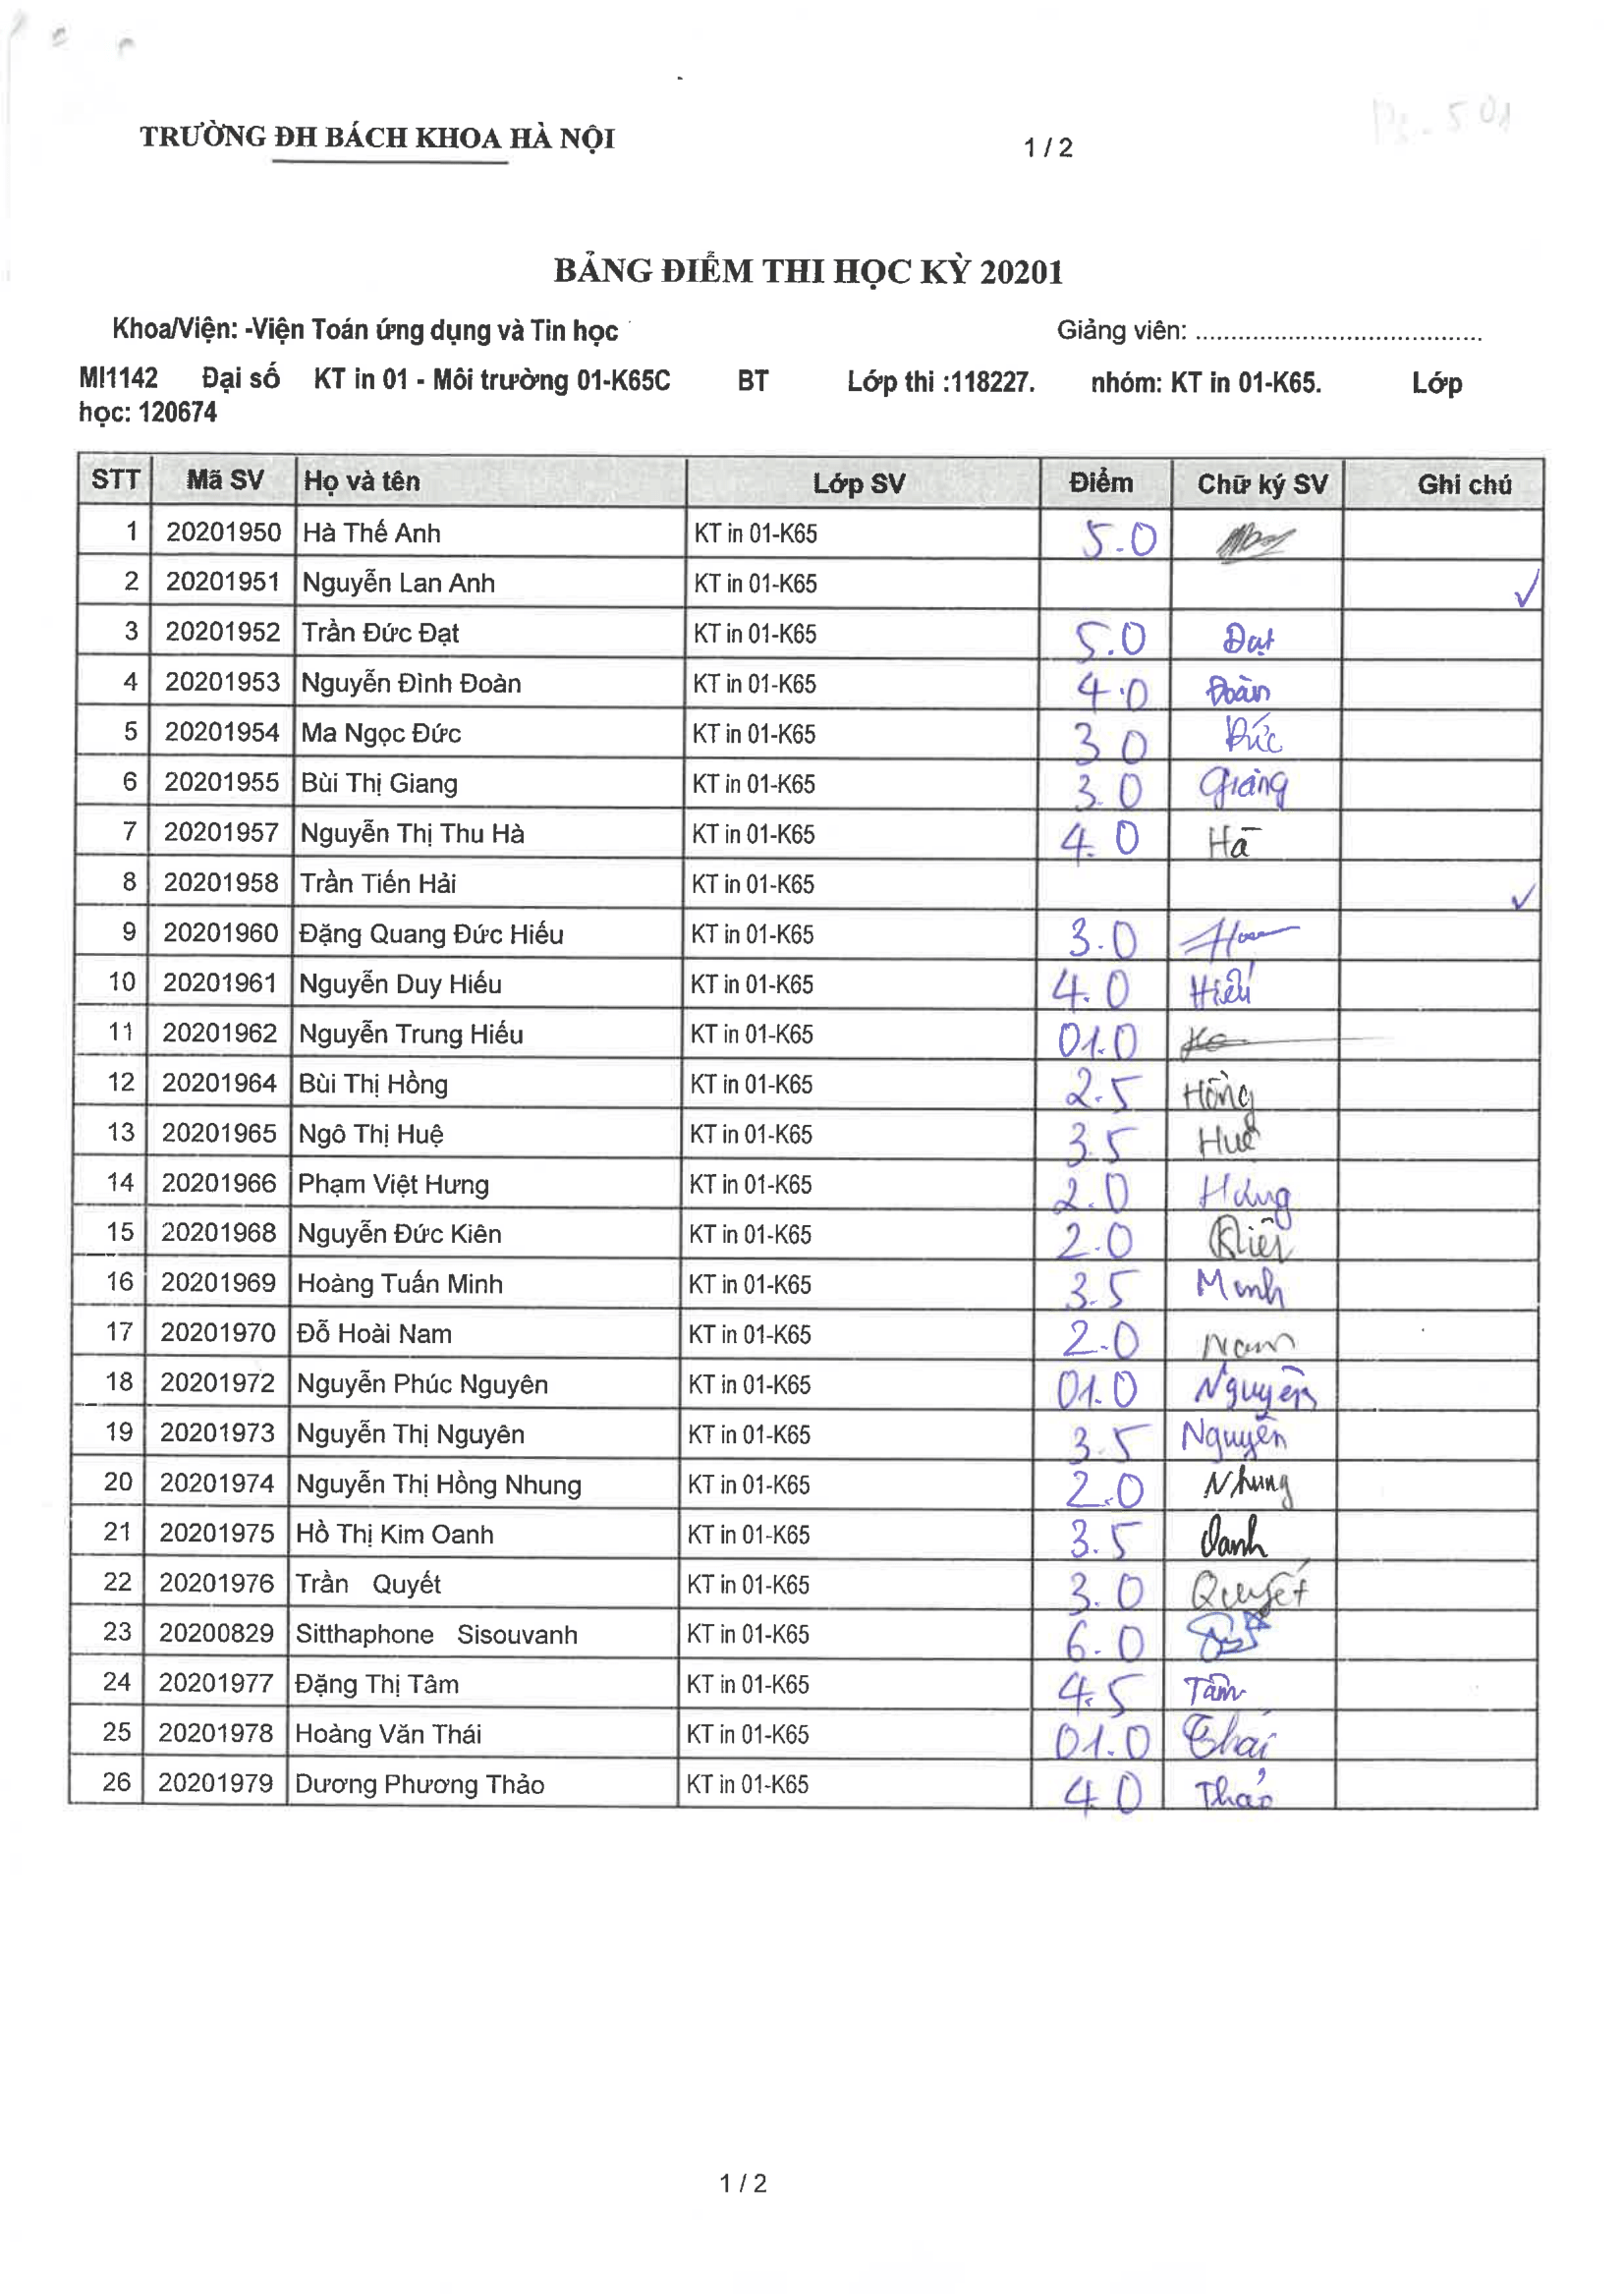 TRƯỜNG ĐH BÁCH KHOA HÀ NỘI 1 / 2
501
BẢNG ĐIỂM THI HỌC KỲ 20201
Khoa/Viện: -Viện Toán ứng dụng và Tin học Giảng viên: ........................................
MI1142 Đại số KT in 01 - Môi trường 01-K65C BT Lớp thi :118227. nhóm: KT in 01-K65. Lớp
học: 120674
STT Mã SV Họ và tên Lớp SV Điểm Chữ ký SV Ghi chú
1 20201950 Hà Thế Anh KT in 01-K65 5.0
2 20201951 Nguyễn Lan Anh KT in 01-K65 ✓
3 20201952 Trần Đức Đạt KT in 01-K65 5.0 Đạt
4 20201953 Nguyễn Đình Đoàn KT in 01-K65 4.0 Đoàn
5 20201954 Ma Ngọc Đức KT in 01-K65 3 0 Đức
6 20201955 Bùi Thị Giang KT in 01-K65 3.0 Giang
7 20201957 Nguyễn Thị Thu Hà KT in 01-K65 4.0 Hà
8 20201958 Trần Tiến Hải KT in 01-K65 ✓
9 20201960 Đặng Quang Đức Hiếu KT in 01-K65 3.0
10 20201961 Nguyễn Duy Hiếu KT in 01-K65 4.0 Hiếu
11 20201962 Nguyễn Trung Hiếu KT in 01-K65 01.0
12 20201964 Bùi Thị Hồng KT in 01-K65 2.5 Hồng
13 20201965 Ngô Thị Huệ KT in 01-K65 3.5 Huệ
14 20201966 Phạm Việt Hưng KT in 01-K65 2.0 Hưng
15 20201968 Nguyễn Đức Kiên KT in 01-K65 2.0 Kiên
16 20201969 Hoàng Tuấn Minh KT in 01-K65 3.5 Minh
17 20201970 Đỗ Hoài Nam KT in 01-K65 2.0 Nam
18 20201972 Nguyễn Phúc Nguyên KT in 01-K65 01.0 Nguyên
19 20201973 Nguyễn Thị Nguyên KT in 01-K65 3.5 Nguyên
20 20201974 Nguyễn Thị Hồng Nhung KT in 01-K65 2.0 Nhung
21 20201975 Hồ Thị Kim Oanh KT in 01-K65 3.5 Oanh
22 20201976 Trần Quyết KT in 01-K65 3.0 Quyết
23 20200829 Sitthaphone Sisouvanh KT in 01-K65 6.0
24 20201977 Đặng Thị Tâm KT in 01-K65 4.5 Tâm
25 20201978 Hoàng Văn Thái KT in 01-K65 01.0 Thái
26 20201979 Dương Phương Thảo KT in 01-K65 4.0 Thảo
1 / 2